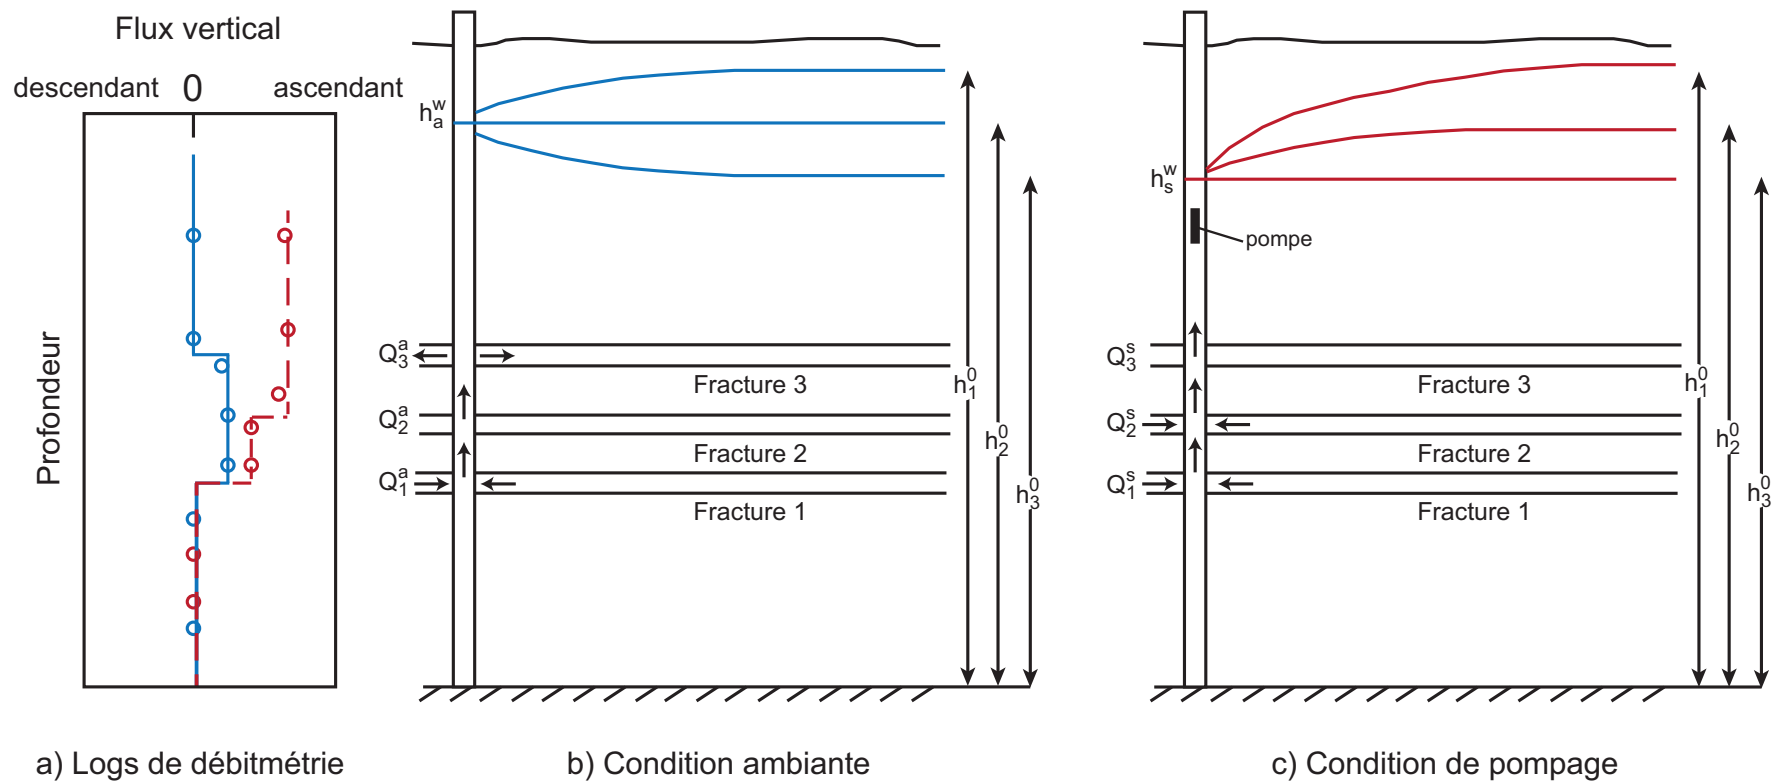 Flux vertical
descendant 0 ascendant
Profondeur
a) Logs de débitmétrie
h_a^w
Q_3^a
Fracture 3
Q_2^a
Fracture 2
Q_1^a
Fracture 1
h_1^0
h_2^0
h_3^0
b) Condition ambiante
h_s^w
pompe
Q_3^s
Fracture 3
Q_2^s
Fracture 2
Q_1^s
Fracture 1
h_1^0
h_2^0
h_3^0
c) Condition de pompage